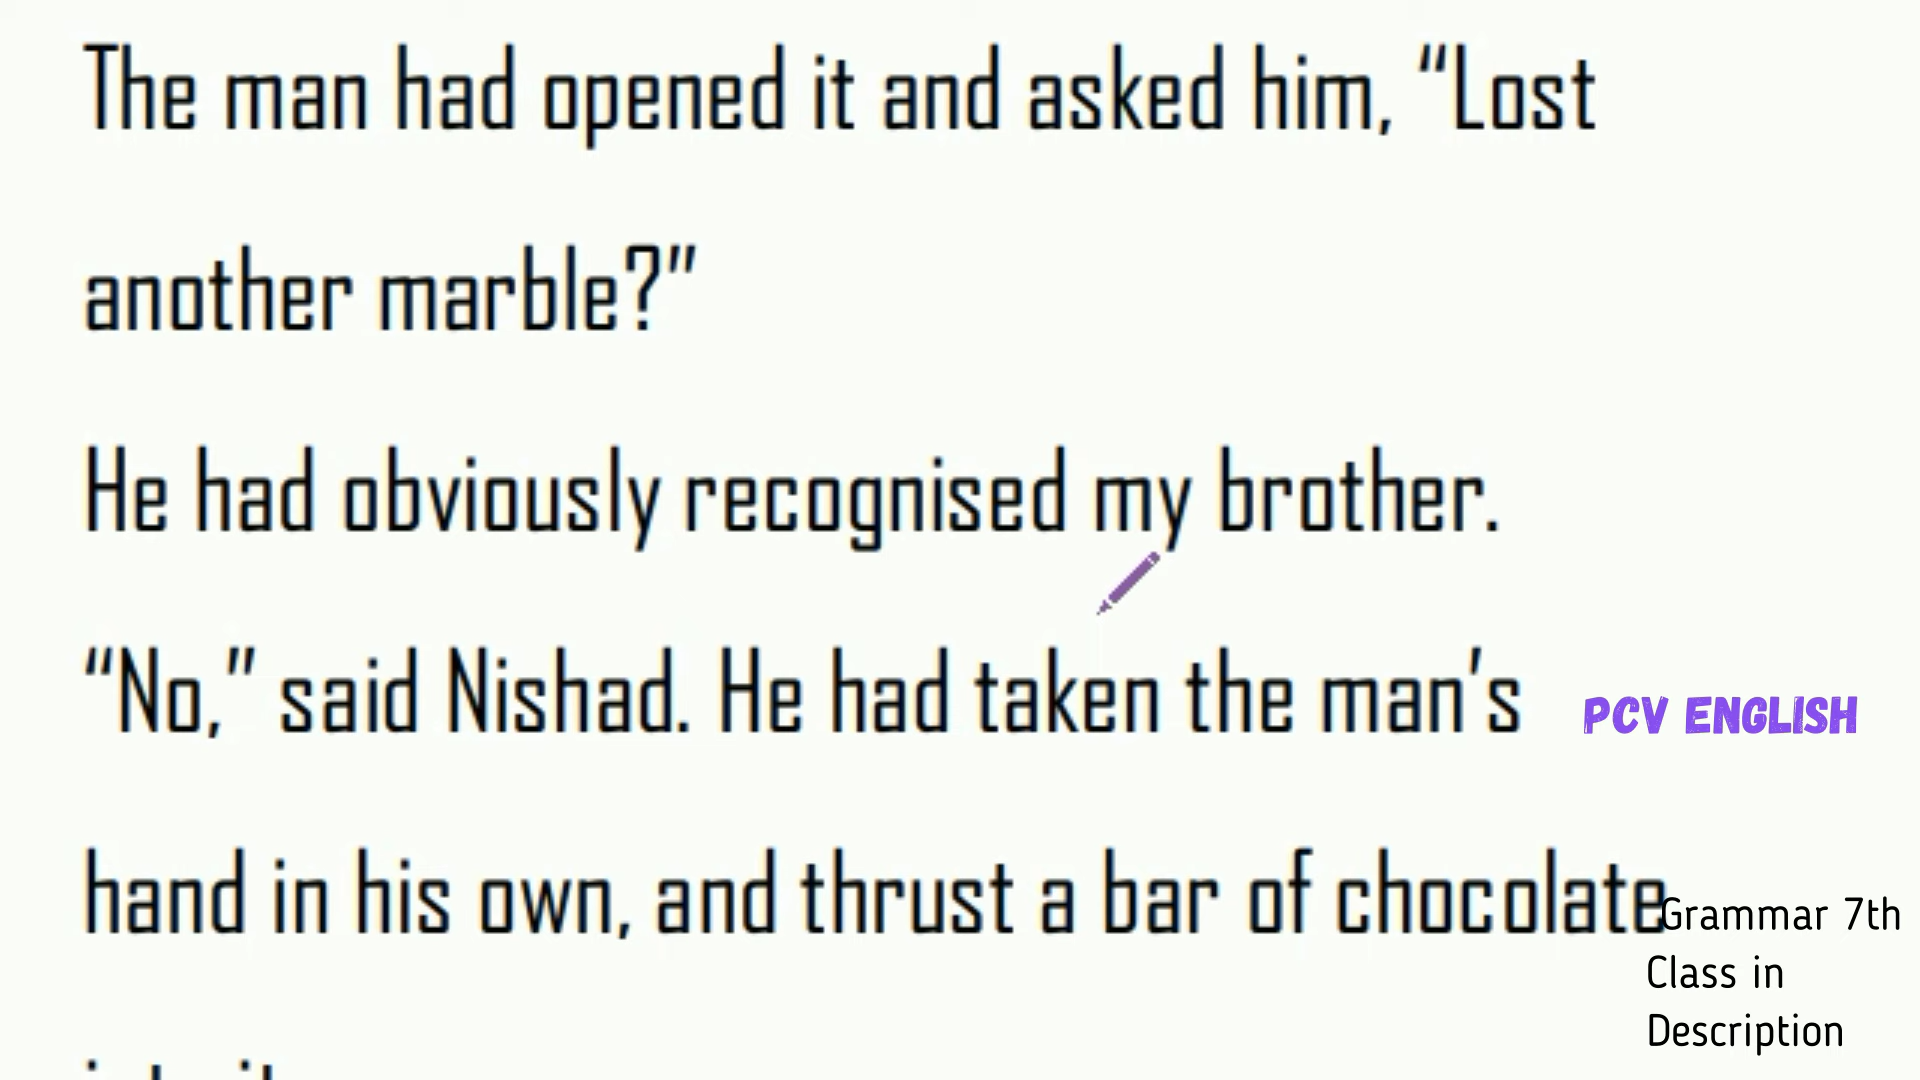 The man had opened it and asked him, “Lost
another marble?”
He had obviously recognised my brother.
“No,” said Nishad. He had taken the man’s
PCV ENGLISH
hand in his own, and thrust a bar of chocolate
Grammar 7th
Class in
Description